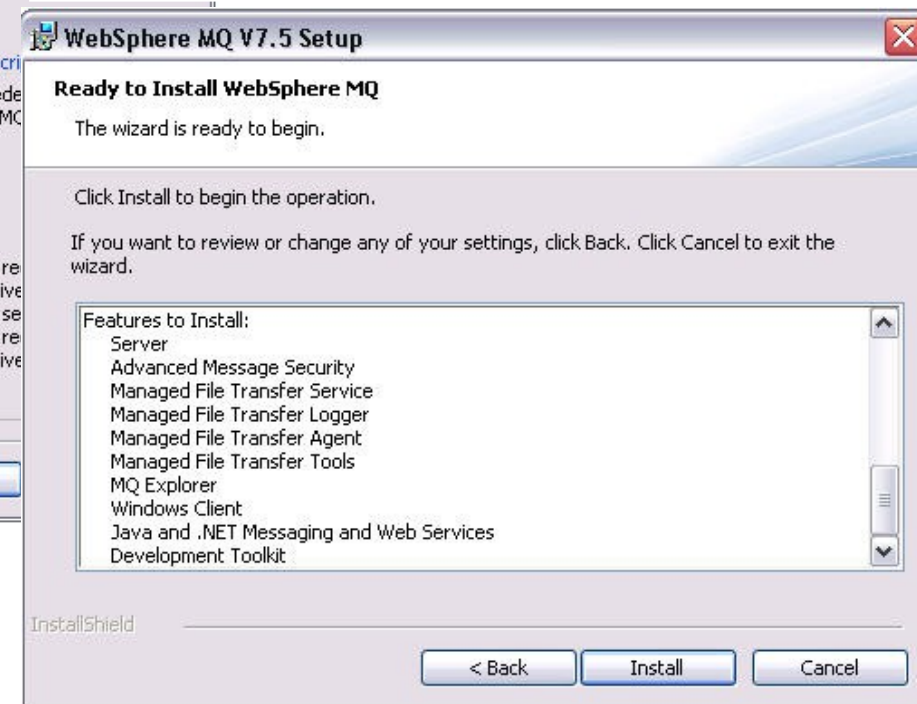 WebSphere MQ V7.5 Setup
Ready to Install WebSphere MQ
The wizard is ready to begin.
Click Install to begin the operation.
If you want to review or change any of your settings, click Back. Click Cancel to exit the
wizard.
Features to Install:
Server
Advanced Message Security
Managed File Transfer Service
Managed File Transfer Logger
Managed File Transfer Agent
Managed File Transfer Tools
MQ Explorer
Windows Client
Java and .NET Messaging and Web Services
Development Toolkit
InstallShield
< Back
Install
Cancel